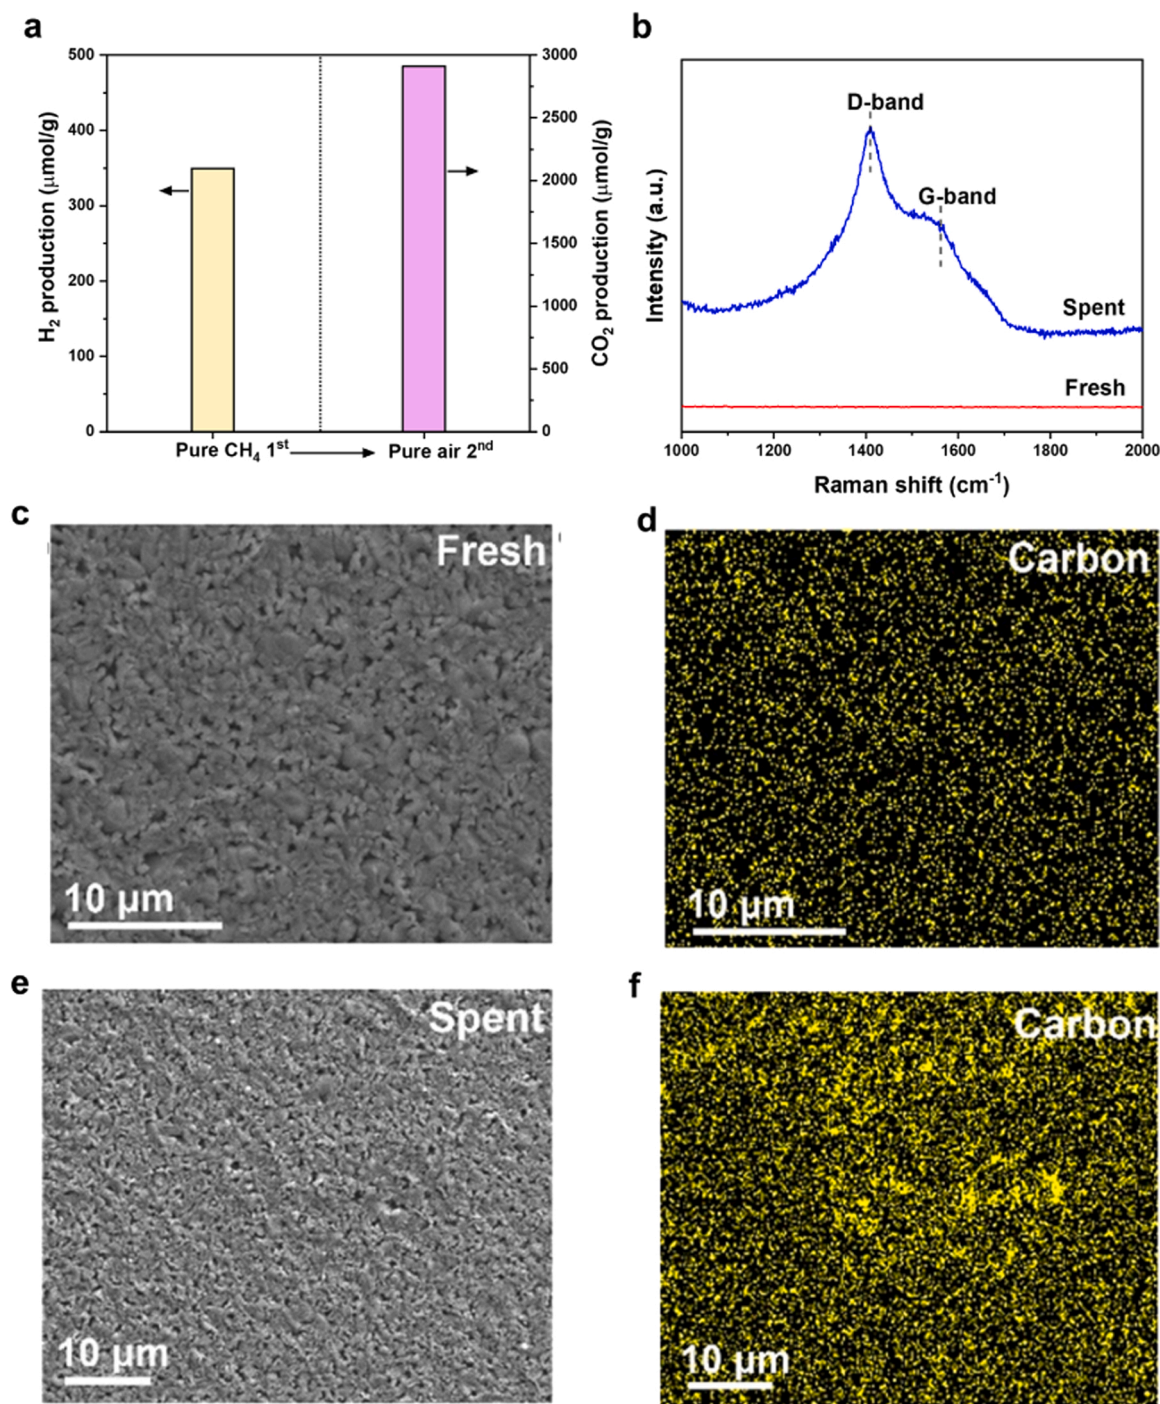 a
500
400
300
200
100
0
H₂ production (μmol/g)
3000
2500
2000
1500
1000
500
0
CO₂ production (μmol/g)
Pure CH₄ 1ˢᵗ
Pure air 2ⁿᵈ
b
D-band
G-band
Spent
Fresh
Intensity (a.u.)
1000 1200 1400 1600 1800 2000
Raman shift (cm⁻¹)
c
Fresh
10 μm
d
Carbon
10 μm
e
Spent
10 μm
f
Carbon
10 μm